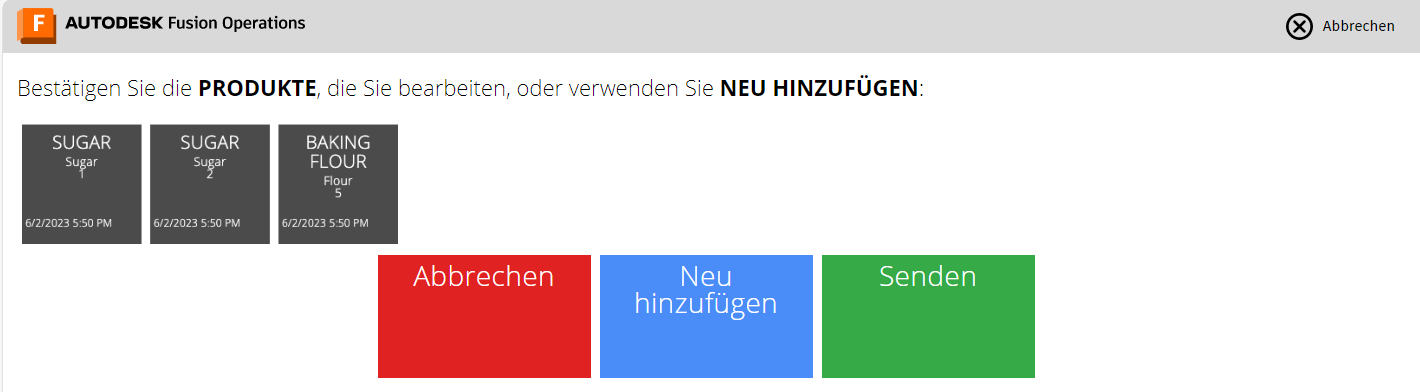 F AUTODESK Fusion Operations
Abbrechen
Bestätigen Sie die PRODUKTE, die Sie bearbeiten, oder verwenden Sie NEU HINZUFÜGEN:
SUGAR
Sugar
1
6/2/2023 5:50 PM
SUGAR
Sugar
2
6/2/2023 5:50 PM
BAKING
FLOUR
Flour
5
6/2/2023 5:50 PM
Abbrechen
Neu
hinzufügen
Senden